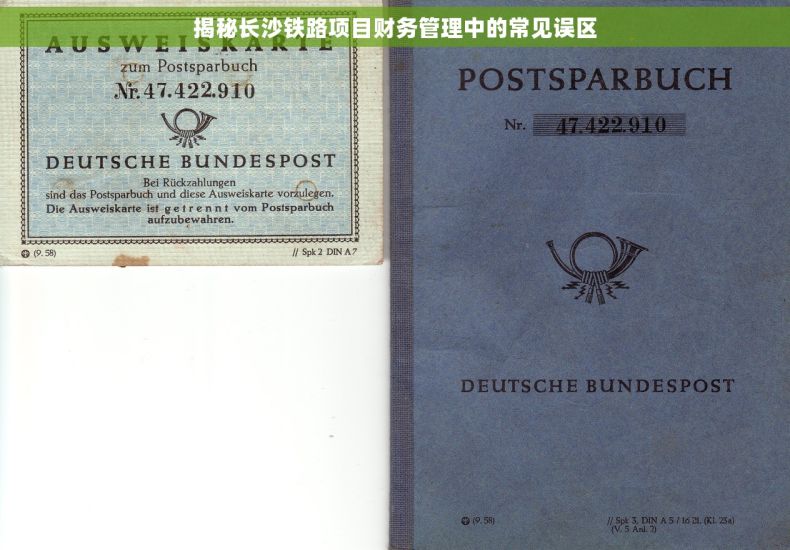 揭秘长沙铁路项目财务管理中的常见误区
AUSWEISKARTE
zum Postsparbuch
Nr. 47.422.910
DEUTSCHE BUNDESPOST
Bei Rückzahlungen
sind das Postsparbuch und diese Ausweiskarte vorzulegen.
Die Ausweiskarte ist getrennt vom Postsparbuch
aufzubewahren.
(9. 58)
// Spk 2 DIN A 7
POSTSPARBUCH
Nr. 47.422.910
DEUTSCHE BUNDESPOST
(9. 58)
// Spk 3, DIN A 5 / 16 Bl. (Kl. 23a)
(V, 5 Anl. 2)